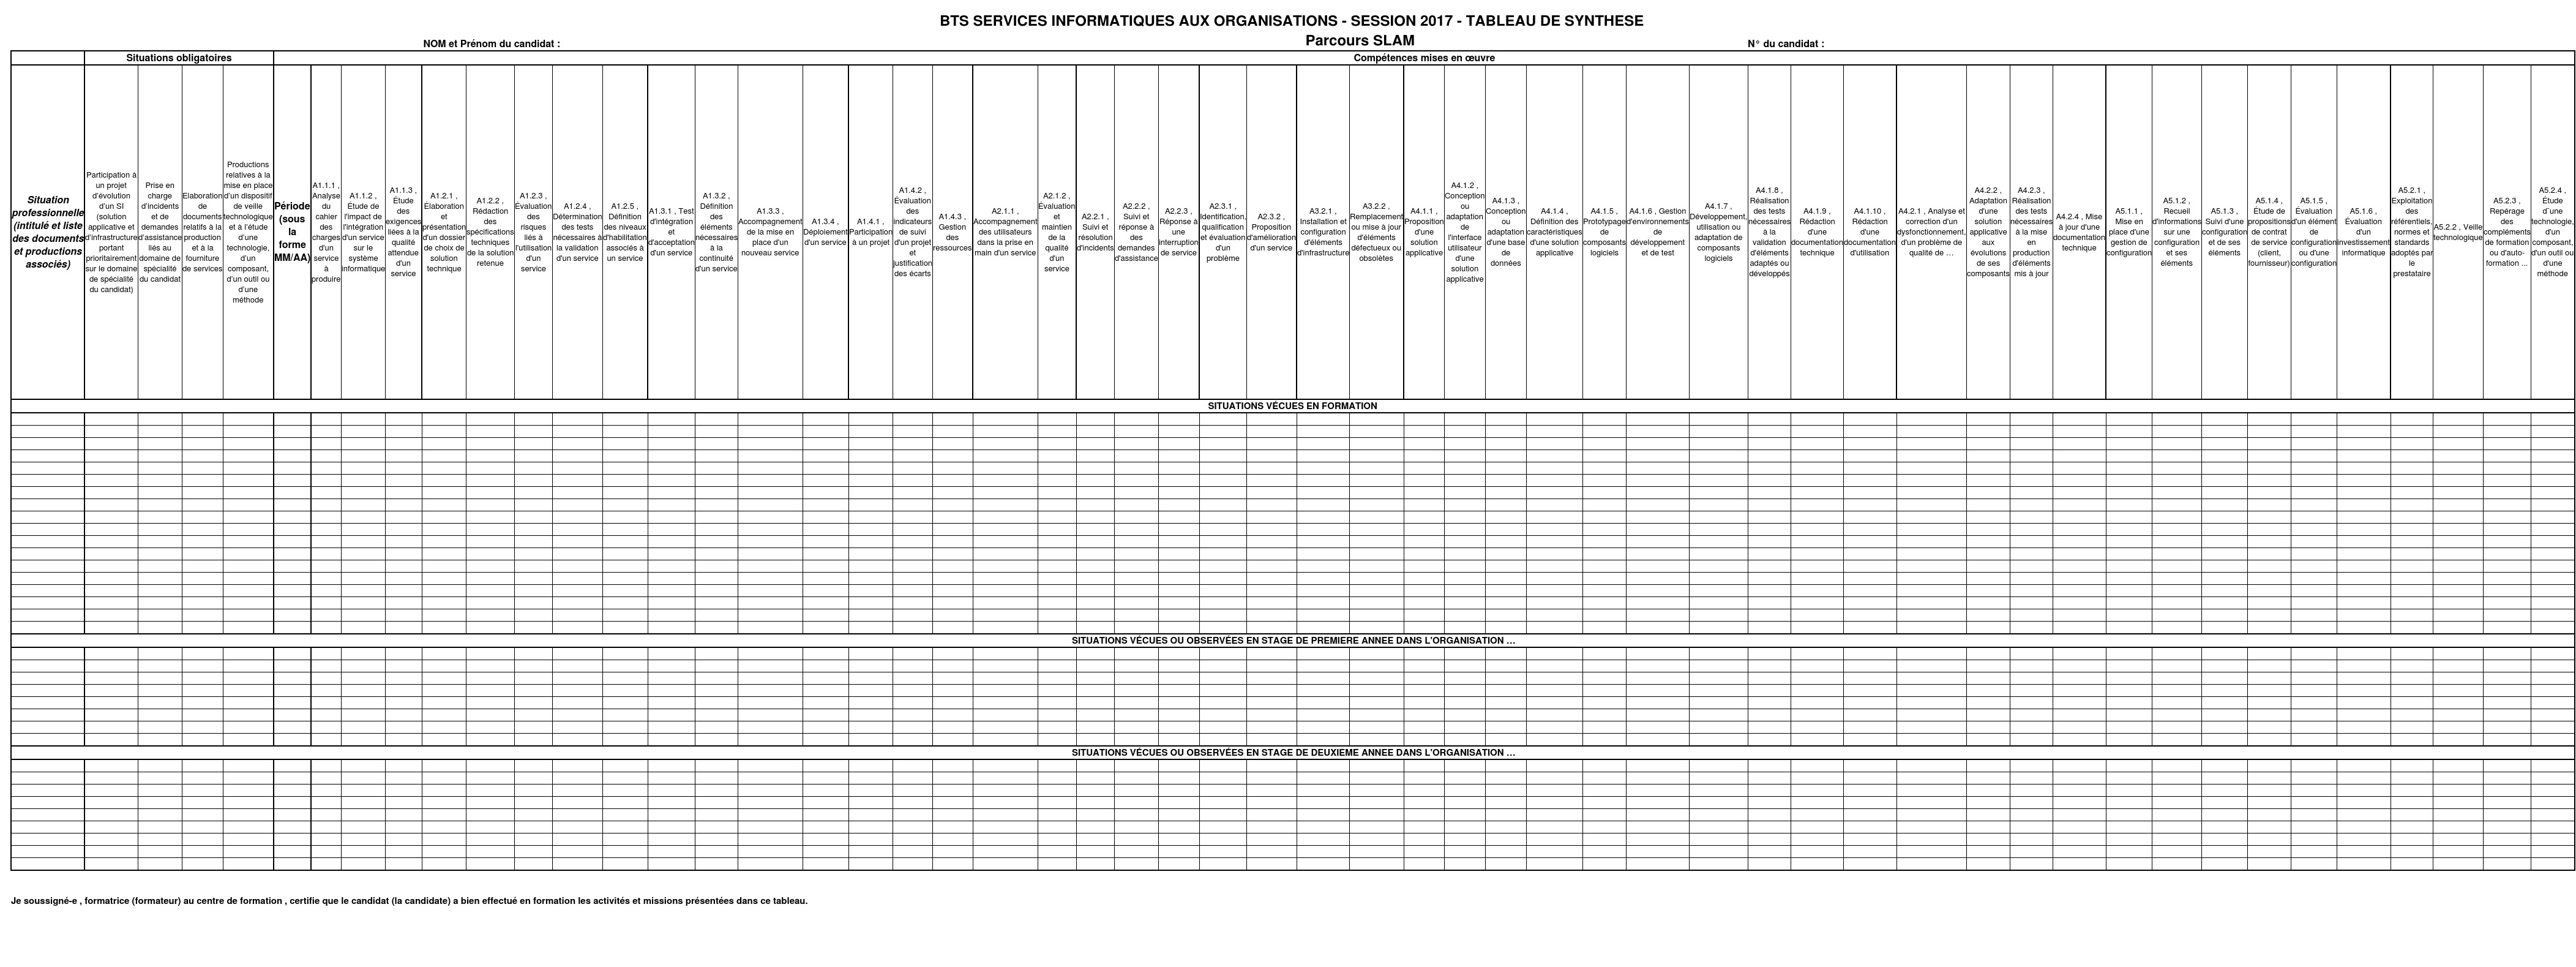 BTS SERVICES INFORMATIQUES AUX ORGANISATIONS - SESSION 2017 - TABLEAU DE SYNTHESE
NOM et Prénom du candidat :
Parcours SLAM
N° du candidat :
Situations obligatoires
Compétences mises en œuvre
Situation
professionnelle
(intitulé et liste
des documents
et productions
associés)
Participation à
un projet
d'évolution
d'un SI
(solution
applicative et
d'infrastructure
portant
prioritairement
sur le domaine
de spécialité
du candidat)
Prise en
charge
d'incidents
et de
demandes
d'assistance
liés au
domaine de
spécialité
du candidat
Elaboration
de
documents
relatifs à la
production
et à la
fourniture
de services
Productions
relatives à la
mise en place
d'un dispositif
de veille
technologique
et à l'étude
d'une
technologie,
d'un
composant,
d'un outil ou
d'une
méthode
Période
(sous
la
forme
MM/AA)
A1.1.1 ,
Analyse
du
cahier
des
charges
d'un
service
à
produire
A1.1.2 ,
Étude de
l'impact de
l'intégration
d'un service
sur le
système
informatique
A1.1.3 ,
Étude
des
exigences
liées à la
qualité
attendue
d'un
service
A1.2.1 ,
Élaboration
et
présentation
d'un dossier
de choix de
solution
technique
A1.2.2 ,
Rédaction
des
spécifications
techniques
de la solution
retenue
A1.2.3 ,
Évaluation
des
risques
liés à
l'utilisation
d'un
service
A1.2.4 ,
Détermination
des tests
nécessaires à
la validation
d'un service
A1.2.5 ,
Définition
des niveaux
d'habilitation
associés à
un service
A1.3.1 , Test
d'intégration
et
d'acceptation
d'un service
A1.3.2 ,
Définition
des
éléments
nécessaires
à la
continuité
d'un service
A1.3.3 ,
Accompagnement
de la mise en
place d'un
nouveau service
A1.3.4 ,
Déploiement
d'un service
A1.4.1 ,
Participation
à un projet
A1.4.2 ,
Évaluation
des
indicateurs
de suivi
d'un projet
et
justification
des écarts
A1.4.3 ,
Gestion
des
ressources
A2.1.1 ,
Accompagnement
des utilisateurs
dans la prise en
main d'un service
A2.1.2 ,
Évaluation
et
maintien
de la
qualité
d'un
service
A2.2.1 ,
Suivi et
résolution
d'incidents
A2.2.2 ,
Suivi et
réponse à
des
demandes
d'assistance
A2.2.3 ,
Réponse à
une
interruption
de service
A2.3.1 ,
Identification,
qualification
et évaluation
d'un
problème
A2.3.2 ,
Proposition
d'amélioration
d'un service
A3.2.1 ,
Installation et
configuration
d'éléments
d'infrastructure
A3.2.2 ,
Remplacement
ou mise à jour
d'éléments
défectueux ou
obsolètes
A4.1.1 ,
Proposition
d'une
solution
applicative
A4.1.2 ,
Conception
ou
adaptation
de
l'interface
utilisateur
d'une
solution
applicative
A4.1.3 ,
Conception
ou
adaptation
d'une base
de
données
A4.1.4 ,
Définition des
caractéristiques
d'une solution
applicative
A4.1.5 ,
Prototypage
de
composants
logiciels
A4.1.6 , Gestion
d'environnements
de
développement
et de test
A4.1.7 ,
Développement,
utilisation ou
adaptation de
composants
logiciels
A4.1.8 ,
Réalisation
des tests
nécessaires
à la
validation
d'éléments
adaptés ou
développés
A4.1.9 ,
Rédaction
d'une
documentation
technique
A4.1.10 ,
Rédaction
d'une
documentation
d'utilisation
A4.2.1 , Analyse et
correction d'un
dysfonctionnement,
d'un problème de
qualité de …
A4.2.2 ,
Adaptation
d'une
solution
applicative
aux
évolutions
de ses
composants
A4.2.3 ,
Réalisation
des tests
nécessaires
à la mise
en
production
d'éléments
mis à jour
A4.2.4 , Mise
à jour d'une
documentation
technique
A5.1.1 ,
Mise en
place d'une
gestion de
configuration
A5.1.2 ,
Recueil
d'informations
sur une
configuration
et ses
éléments
A5.1.3 ,
Suivi d'une
configuration
et de ses
éléments
A5.1.4 ,
Étude de
propositions
de contrat
de service
(client,
fournisseur)
A5.1.5 ,
Évaluation
d'un élément
de
configuration
ou d'une
configuration
A5.1.6 ,
Évaluation
d'un
investissement
informatique
A5.2.1 ,
Exploitation
des
référentiels,
normes et
standards
adoptés par
le
prestataire
A5.2.2 , Veille
technologique
A5.2.3 ,
Repérage
des
compléments
de formation
ou d'auto-
formation ...
A5.2.4 ,
Étude
d'une
technologie,
d'un
composant,
d'un outil ou
d'une
méthode
SITUATIONS VÉCUES EN FORMATION
SITUATIONS VÉCUES OU OBSERVÉES EN STAGE DE PREMIERE ANNEE DANS L'ORGANISATION …
SITUATIONS VÉCUES OU OBSERVÉES EN STAGE DE DEUXIEME ANNEE DANS L'ORGANISATION …
Je soussigné-e , formatrice (formateur) au centre de formation , certifie que le candidat (la candidate) a bien effectué en formation les activités et missions présentées dans ce tableau.